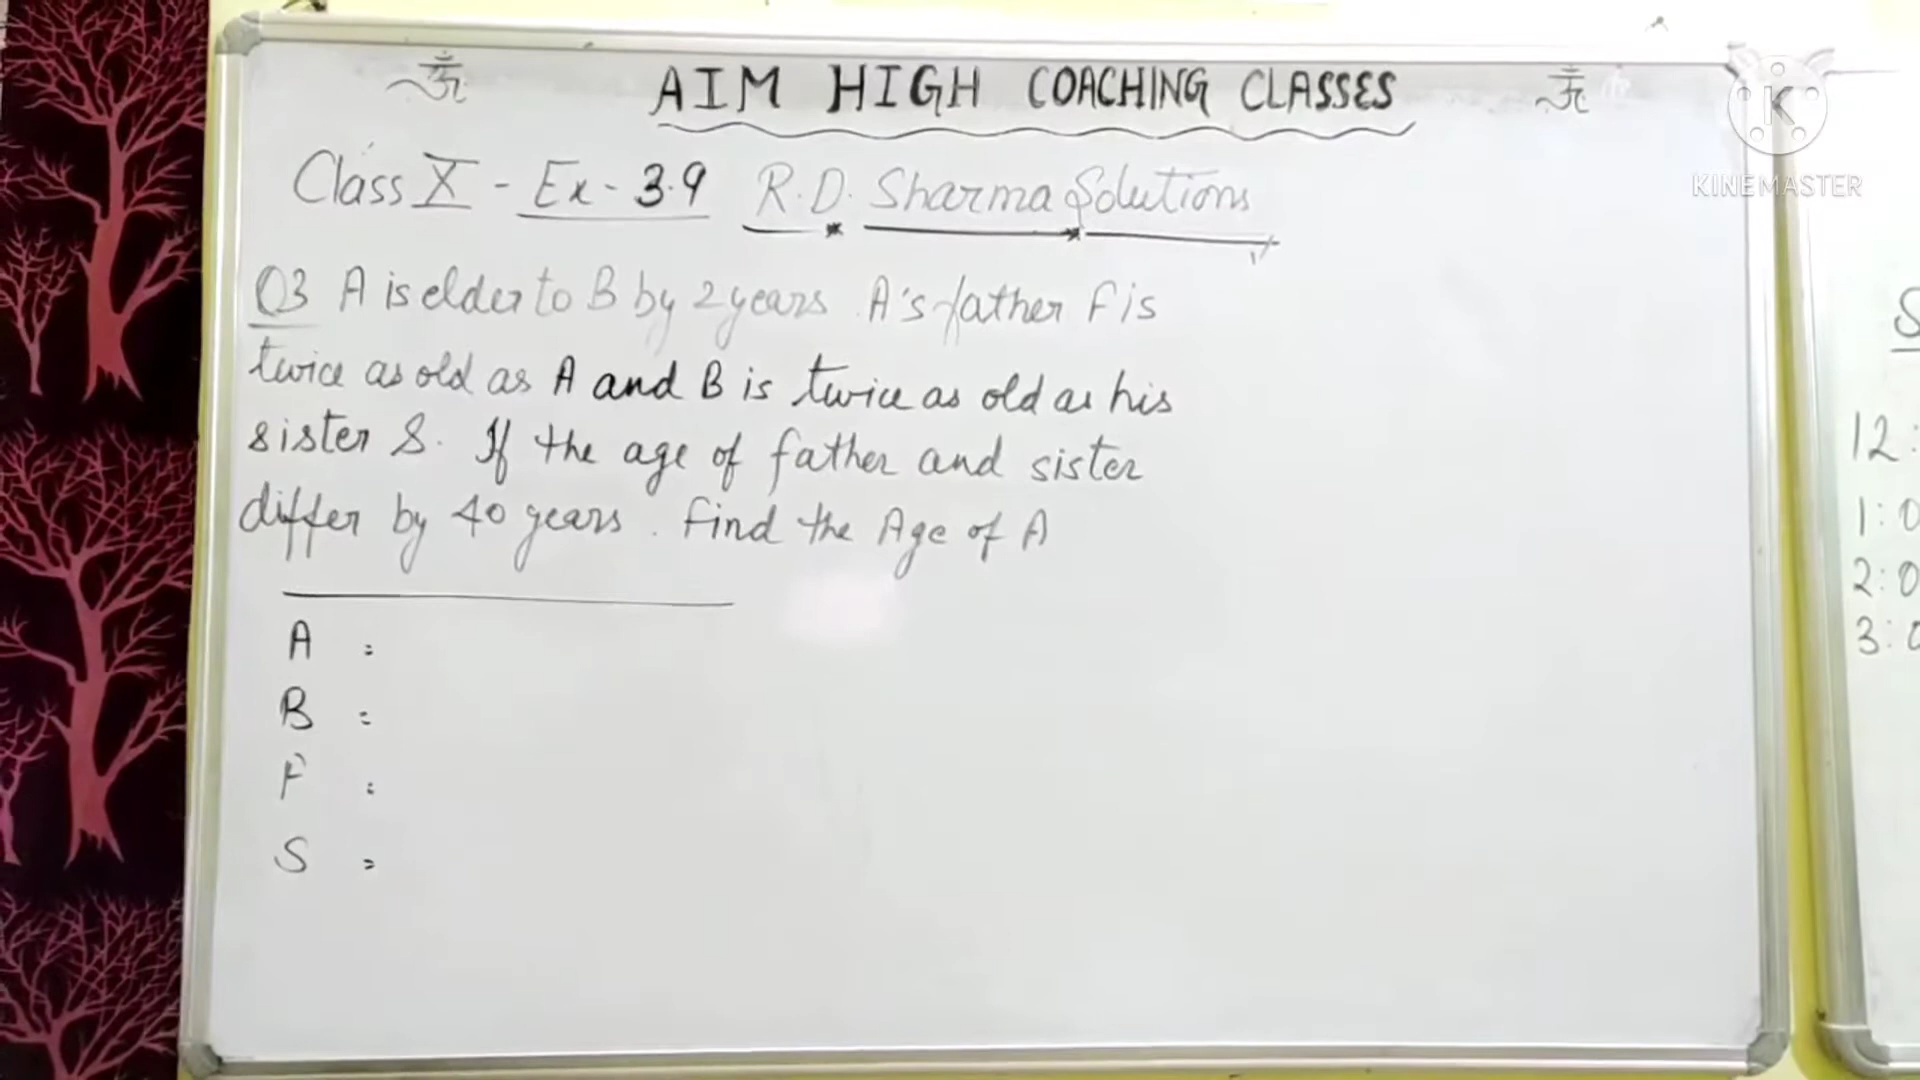 ॐ AIM HIGH COACHING CLASSES ॐ
K
KINEMASTER
Class X - Ex - 3.9 R.D. Sharma Solutions
Q3 A is elder to B by 2 years. A's father F is
twice as old as A and B is twice as old as his
sister S. If the age of father and sister
differ by 40 years. Find the Age of A
A :
B =
F :
S =
S
12:
1:0
2:0
3:0